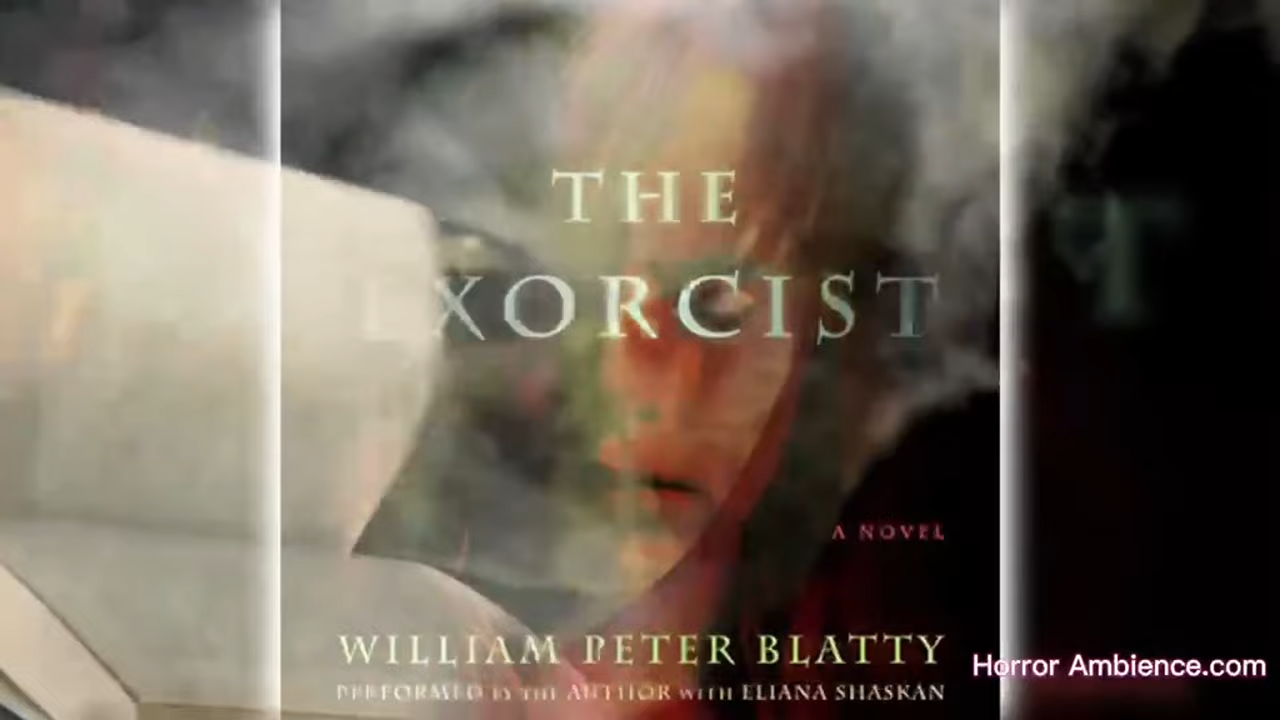 THE
EXORCIST
A NOVEL
WILLIAM PETER BLATTY
PERFORMED BY THE AUTHOR WITH ELIANA SHASKAN
Horror Ambience.com